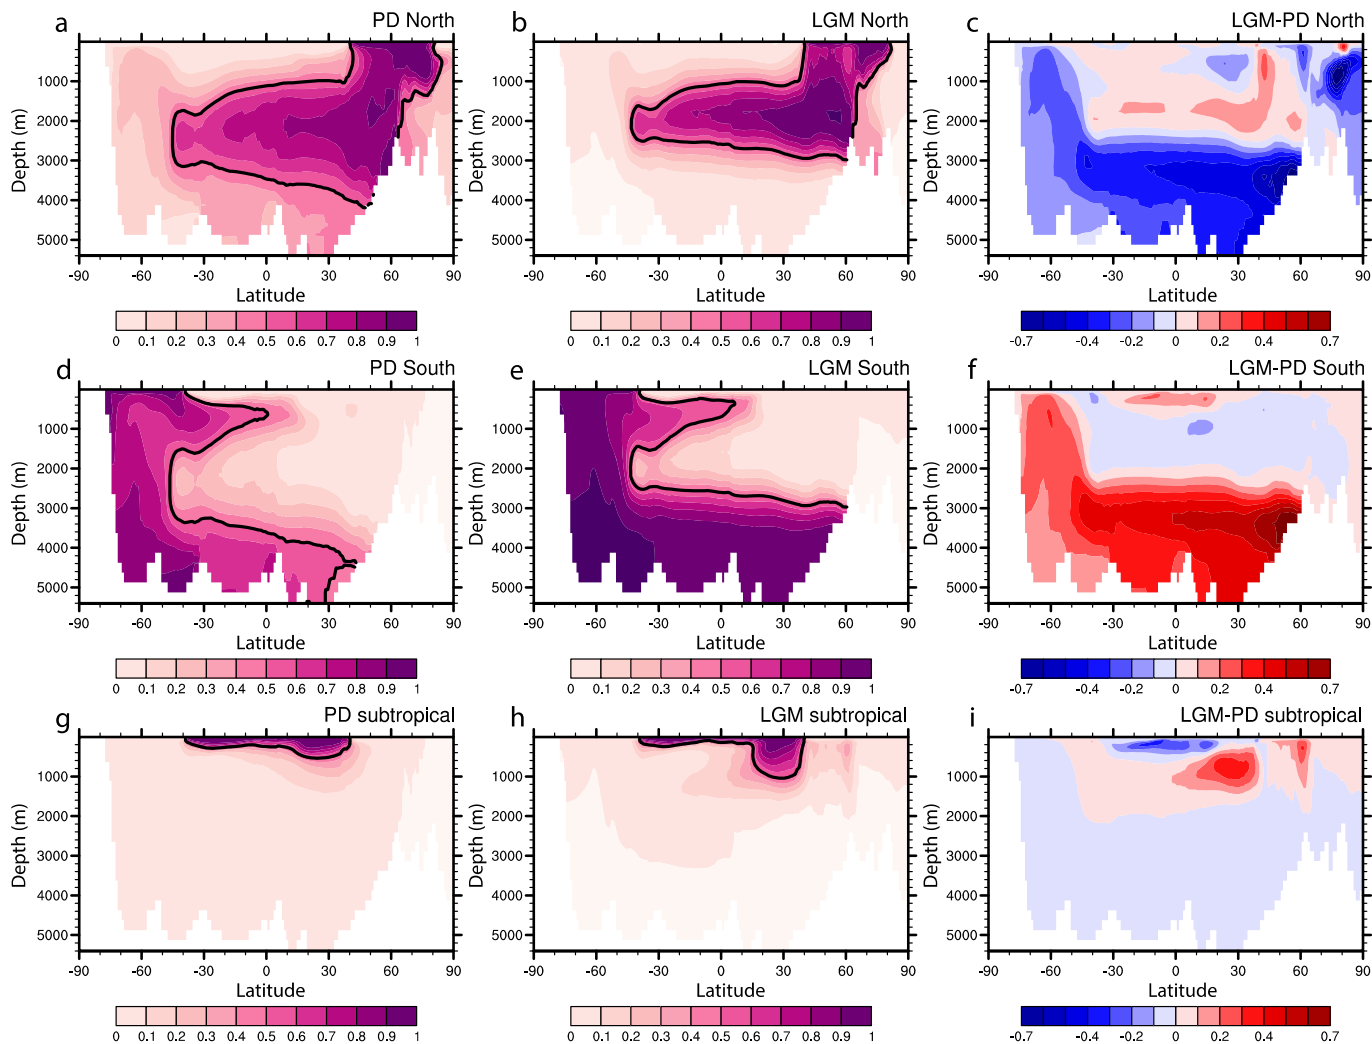 a PD North
Depth (m)
1000
2000
3000
4000
5000
-90 -60 -30 0 30 60 90
Latitude
0 0.1 0.2 0.3 0.4 0.5 0.6 0.7 0.8 0.9 1
b LGM North
Depth (m)
1000
2000
3000
4000
5000
-90 -60 -30 0 30 60 90
Latitude
0 0.1 0.2 0.3 0.4 0.5 0.6 0.7 0.8 0.9 1
c LGM-PD North
Depth (m)
1000
2000
3000
4000
5000
-90 -60 -30 0 30 60 90
Latitude
-0.7 -0.4 -0.2 0 0.2 0.4 0.7
d PD South
Depth (m)
1000
2000
3000
4000
5000
-90 -60 -30 0 30 60 90
Latitude
0 0.1 0.2 0.3 0.4 0.5 0.6 0.7 0.8 0.9 1
e LGM South
Depth (m)
1000
2000
3000
4000
5000
-90 -60 -30 0 30 60 90
Latitude
0 0.1 0.2 0.3 0.4 0.5 0.6 0.7 0.8 0.9 1
f LGM-PD South
Depth (m)
1000
2000
3000
4000
5000
-90 -60 -30 0 30 60 90
Latitude
-0.7 -0.4 -0.2 0 0.2 0.4 0.7
g PD subtropical
Depth (m)
1000
2000
3000
4000
5000
-90 -60 -30 0 30 60 90
Latitude
0 0.1 0.2 0.3 0.4 0.5 0.6 0.7 0.8 0.9 1
h LGM subtropical
Depth (m)
1000
2000
3000
4000
5000
-90 -60 -30 0 30 60 90
Latitude
0 0.1 0.2 0.3 0.4 0.5 0.6 0.7 0.8 0.9 1
i LGM-PD subtropical
Depth (m)
1000
2000
3000
4000
5000
-90 -60 -30 0 30 60 90
Latitude
-0.7 -0.4 -0.2 0 0.2 0.4 0.7